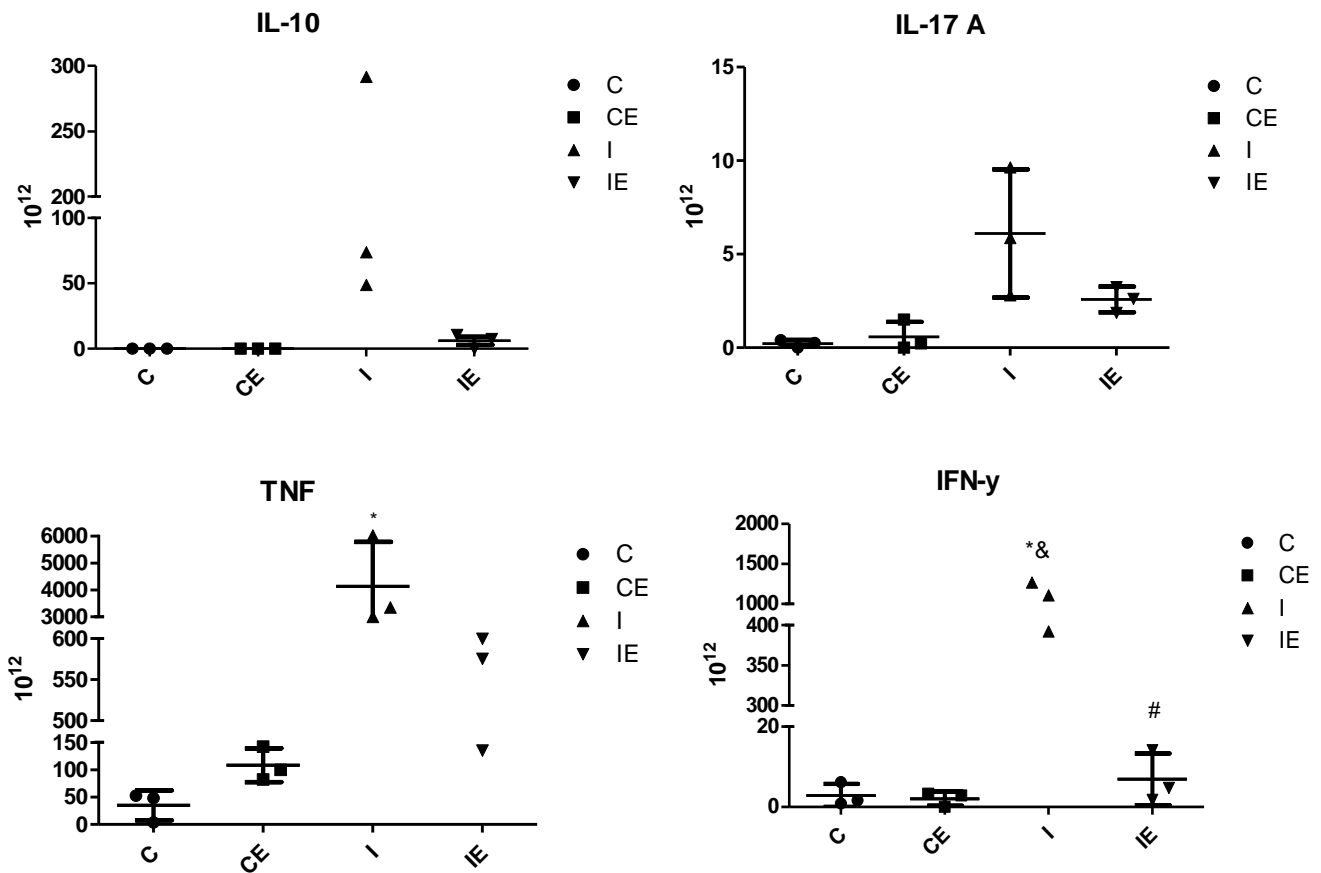 IL-10
300
250
200
100
50
0
10^12
C
CE
I
IE
C
CE
I
IE
IL-17 A
15
10
5
0
10^12
C
CE
I
IE
C
CE
I
IE
TNF
*
6000
5000
4000
3000
600
550
500
150
100
50
0
10^12
C
CE
I
IE
C
CE
I
IE
IFN-y
*&
#
2000
1500
1000
400
350
300
20
0
10^12
C
CE
I
IE
C
CE
I
IE